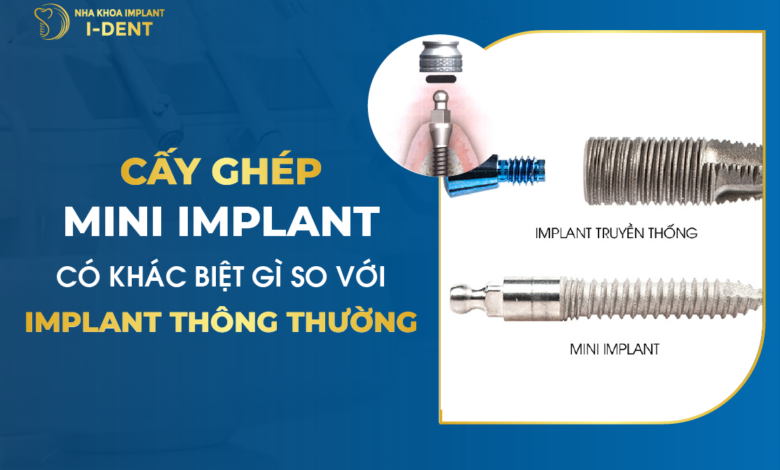 NHA KHOA IMPLANT
I-DENT
CẤY GHÉP
MINI IMPLANT
CÓ KHÁC BIỆT GÌ SO VỚI
IMPLANT THÔNG THƯỜNG
IMPLANT TRUYỀN THỐNG
MINI IMPLANT